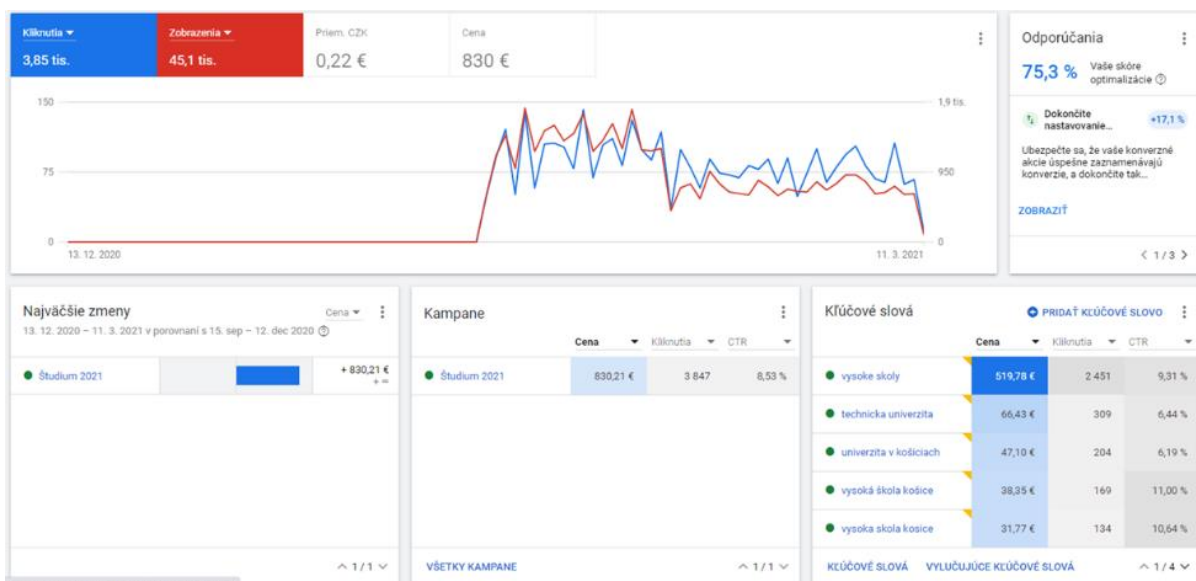 Kliknutia
3,85 tis.
Zobrazenia
45,1 tis.
Priem. CZK
0,22 €
Cena
830 €
150
75
0
1,9 tis.
950
0
13. 12. 2020
11. 3. 2021
Odporúčania
75,3 %
Vaše skóre
optimalizácie
Dokončite
nastavovanie...
+17,1 %
Ubezpečte sa, že vaše konverzné
akcie úspešne zaznamenávajú
konverzie, a dokončite tak...
ZOBRAZIŤ
< 1 / 3 >
Najväčšie zmeny
Cena
13. 12. 2020 – 11. 3. 2021 v porovnaní s 15. sep – 12. dec 2020
Študium 2021
+ 830,21 €
+ ∞
1 / 1
Kampane
Cena Kliknutia CTR
Študium 2021 830,21 € 3 847 8,53 %
VŠETKY KAMPANE
1 / 1
Kľúčové slová
PRIDAŤ KĽÚČOVÉ SLOVO
Cena Kliknutia CTR
vysoke skoly 519,78 € 2 451 9,31 %
technicka univerzita 66,43 € 309 6,44 %
univerzita v košiciach 47,10 € 204 6,19 %
vysoká škola košice 38,35 € 169 11,00 %
vysoka skola kosice 31,77 € 134 10,64 %
KĽÚČOVÉ SLOVÁ VYLUČUJÚCE KĽÚČOVÉ SLOVÁ
1 / 4